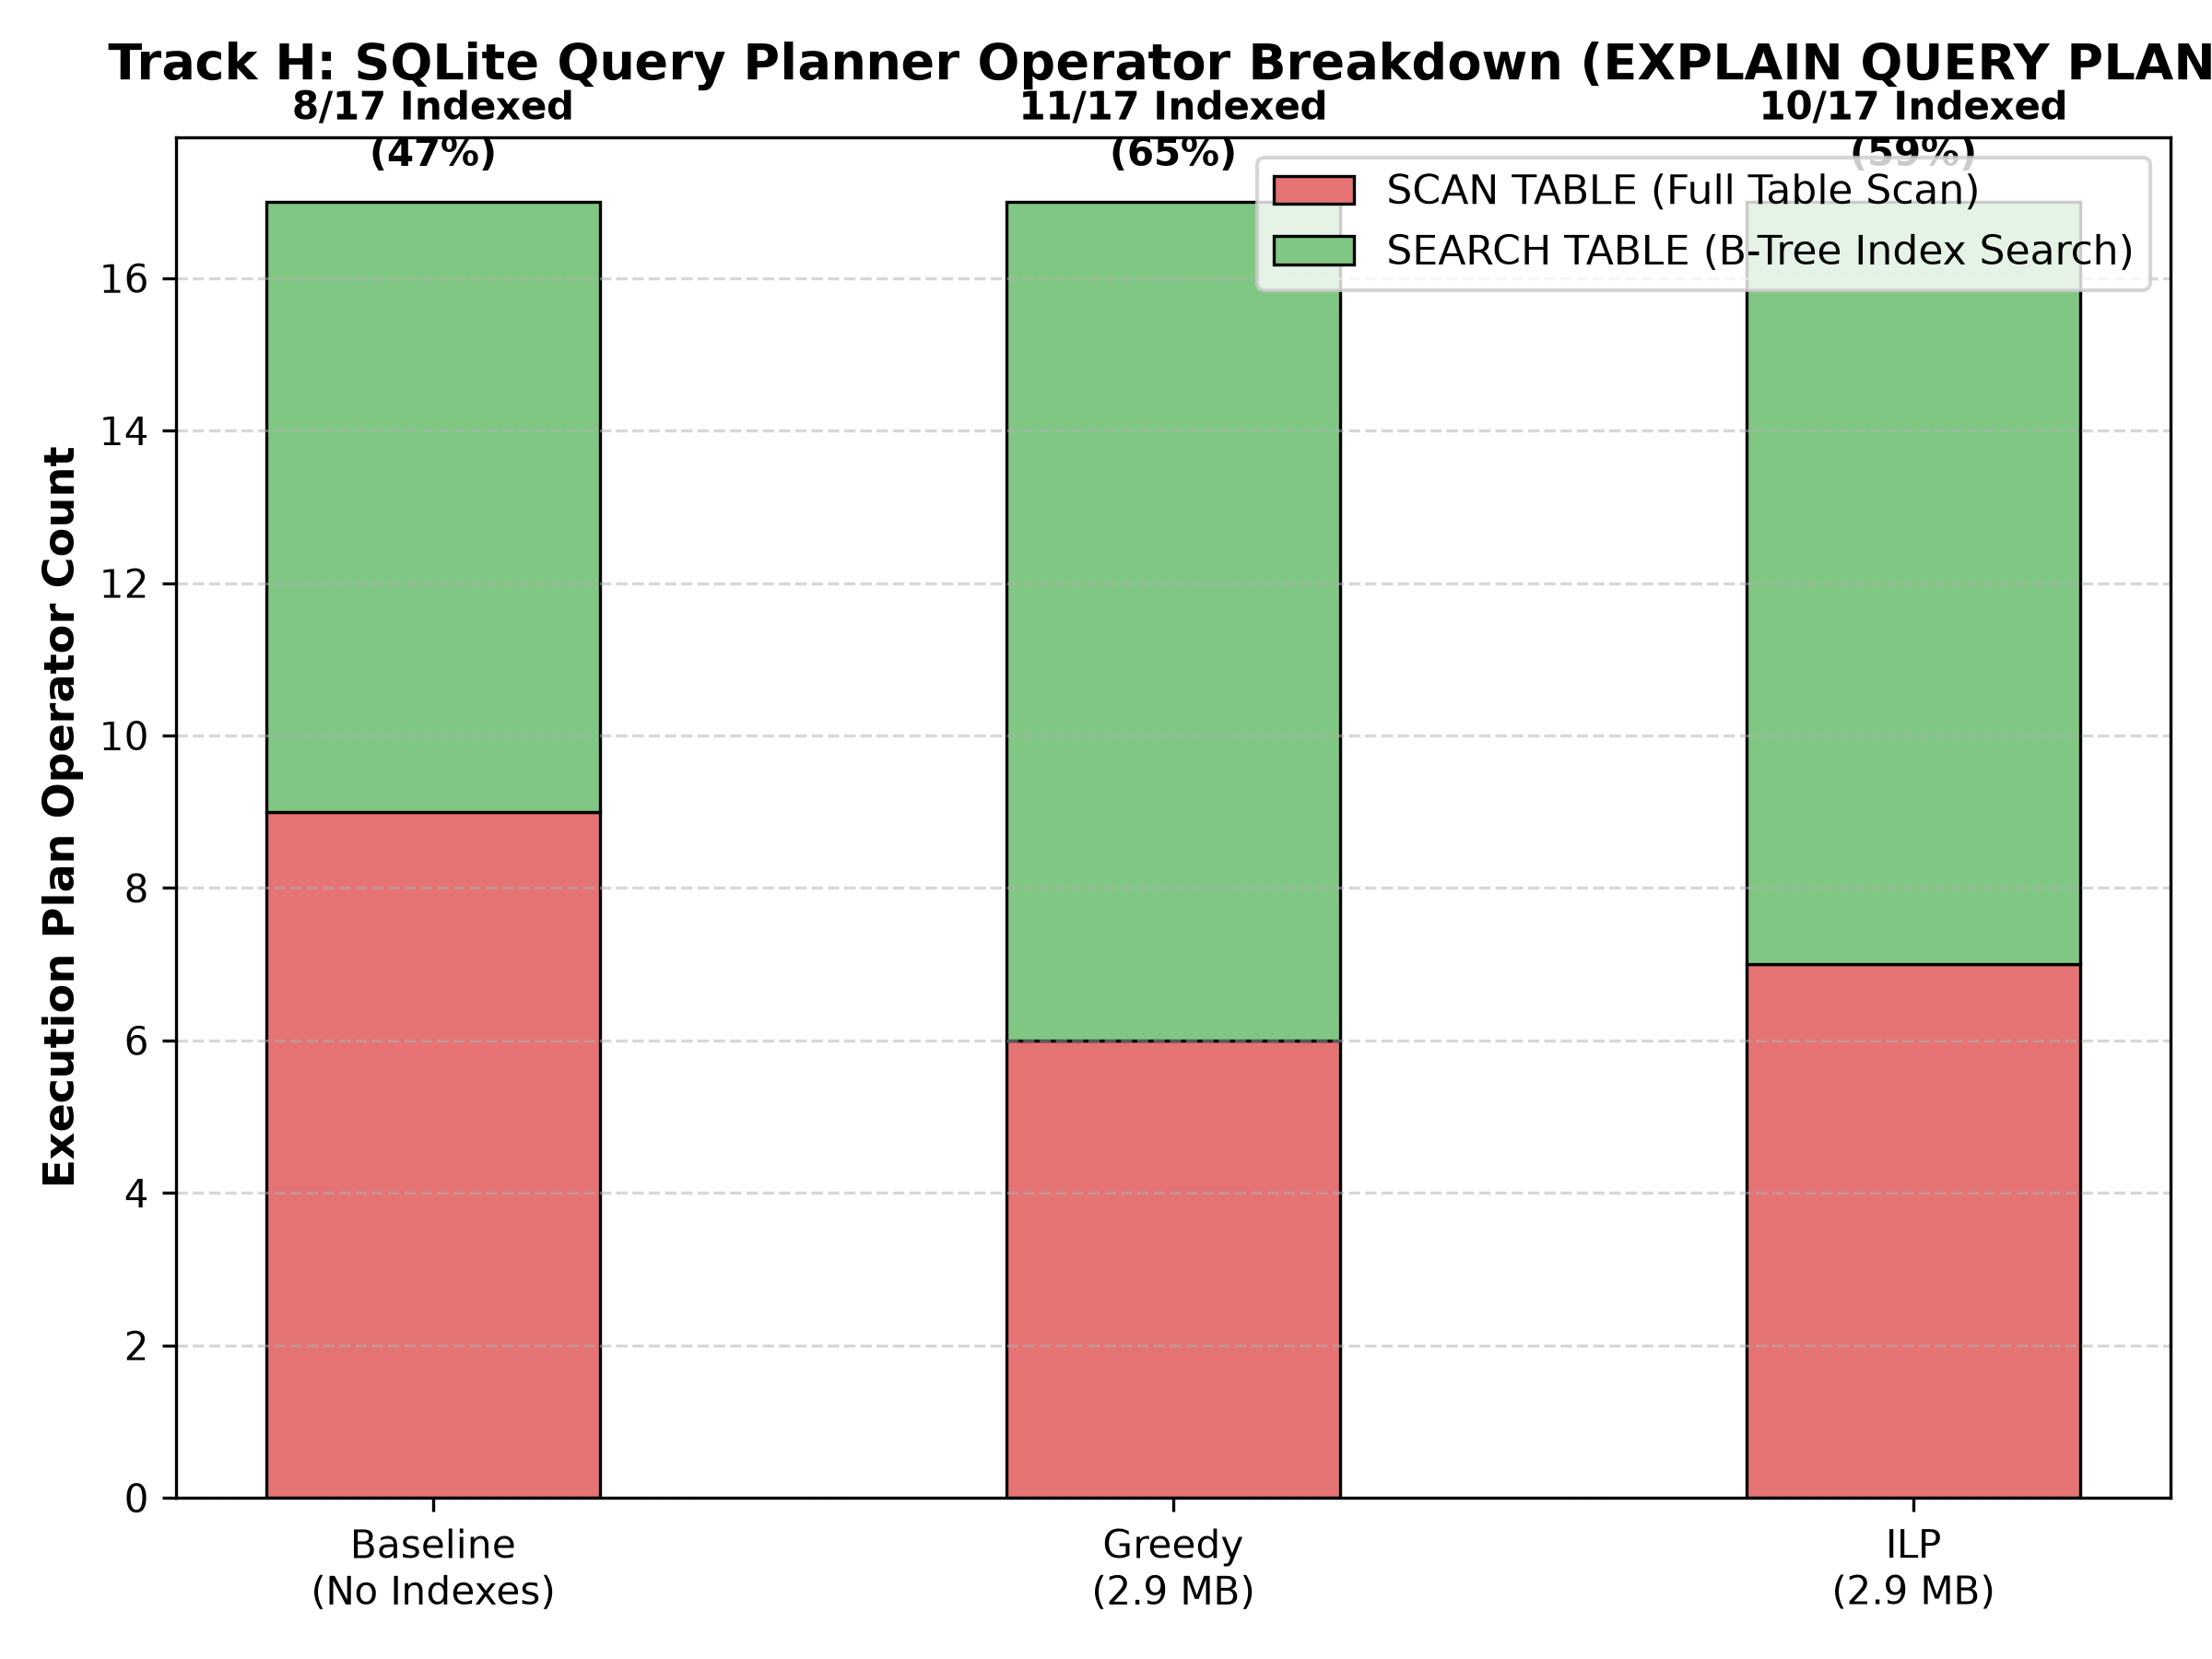 Track H: SQLite Query Planner Operator Breakdown (EXPLAIN QUERY PLAN
8/17 Indexed
(47%)
11/17 Indexed
(65%)
10/17 Indexed
(59%)
SCAN TABLE (Full Table Scan)
SEARCH TABLE (B-Tree Index Search)
Execution Plan Operator Count
16
14
12
10
8
6
4
2
0
Baseline
(No Indexes)
Greedy
(2.9 MB)
ILP
(2.9 MB)